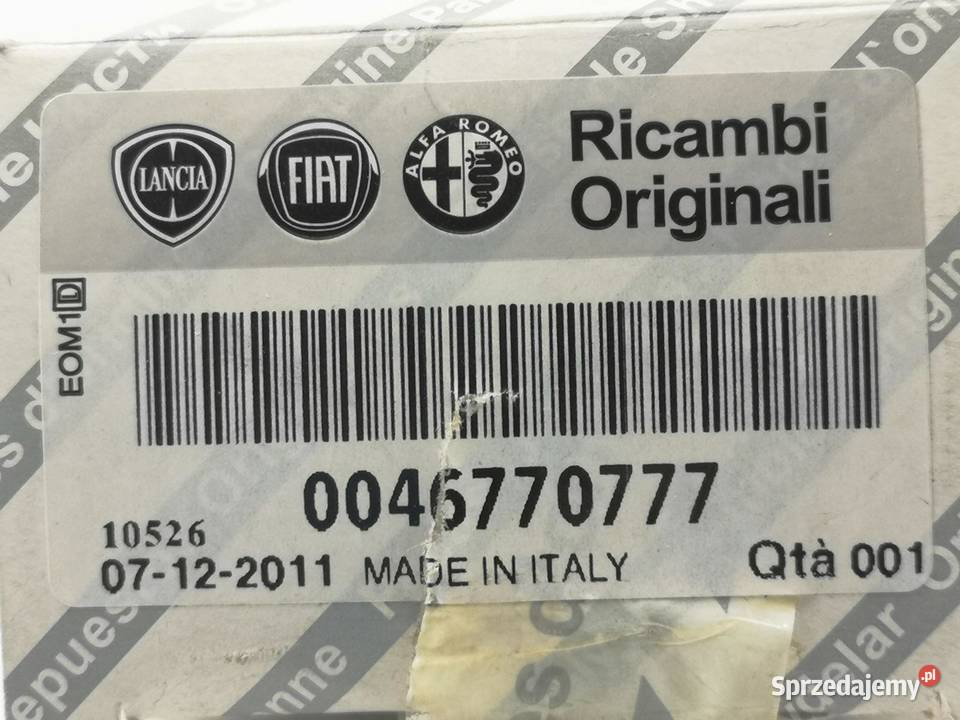 LANCIA
FIAT
ALFA ROMEO
Ricambi
Originali
EOM1D
0046770777
10526
07-12-2011 MADE IN ITALY Qtà 001
Sprzedajemy.pl